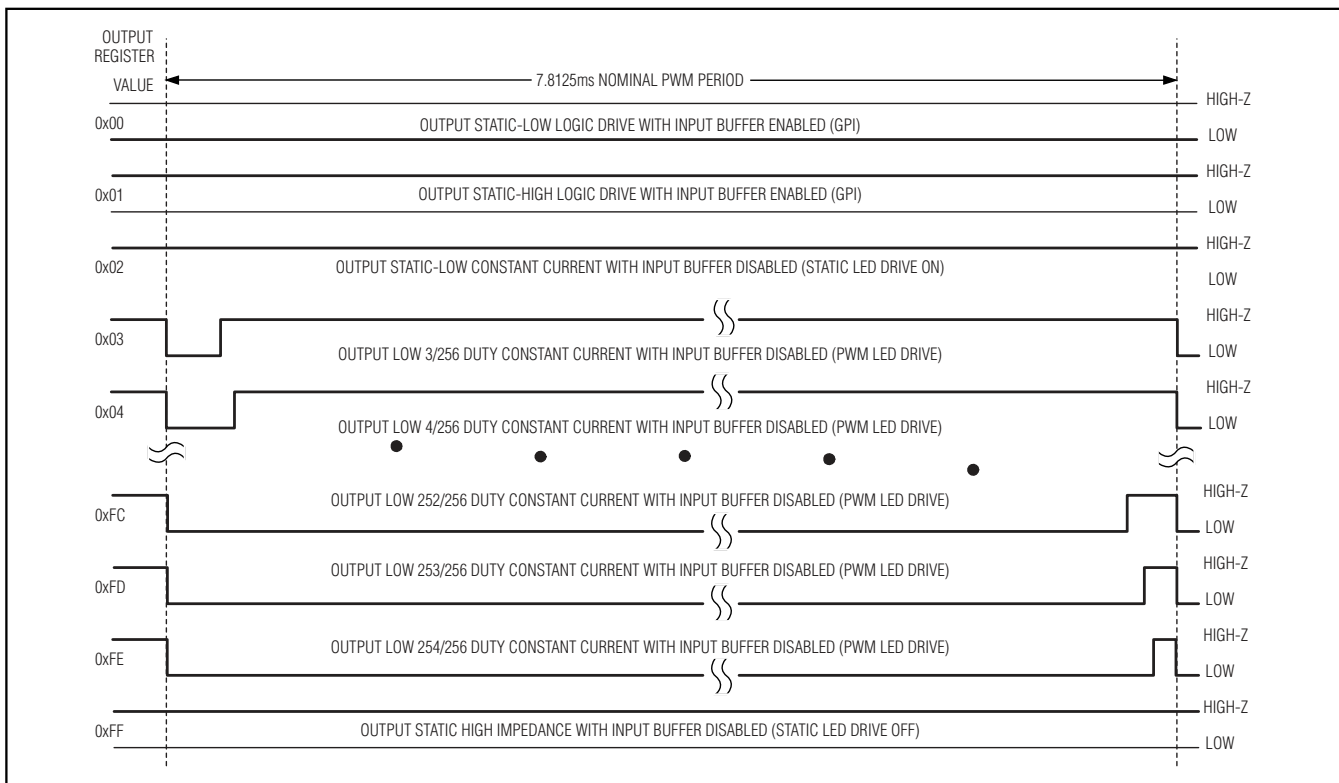 OUTPUT
REGISTER
VALUE
7.8125ms NOMINAL PWM PERIOD
HIGH-Z
0x00
OUTPUT STATIC-LOW LOGIC DRIVE WITH INPUT BUFFER ENABLED (GPI)
LOW
HIGH-Z
0x01
OUTPUT STATIC-HIGH LOGIC DRIVE WITH INPUT BUFFER ENABLED (GPI)
LOW
HIGH-Z
0x02
OUTPUT STATIC-LOW CONSTANT CURRENT WITH INPUT BUFFER DISABLED (STATIC LED DRIVE ON)
LOW
HIGH-Z
0x03
OUTPUT LOW 3/256 DUTY CONSTANT CURRENT WITH INPUT BUFFER DISABLED (PWM LED DRIVE)
LOW
HIGH-Z
0x04
OUTPUT LOW 4/256 DUTY CONSTANT CURRENT WITH INPUT BUFFER DISABLED (PWM LED DRIVE)
LOW
HIGH-Z
0xFC
OUTPUT LOW 252/256 DUTY CONSTANT CURRENT WITH INPUT BUFFER DISABLED (PWM LED DRIVE)
LOW
HIGH-Z
0xFD
OUTPUT LOW 253/256 DUTY CONSTANT CURRENT WITH INPUT BUFFER DISABLED (PWM LED DRIVE)
LOW
HIGH-Z
0xFE
OUTPUT LOW 254/256 DUTY CONSTANT CURRENT WITH INPUT BUFFER DISABLED (PWM LED DRIVE)
LOW
HIGH-Z
0xFF
OUTPUT STATIC HIGH IMPEDANCE WITH INPUT BUFFER DISABLED (STATIC LED DRIVE OFF)
LOW